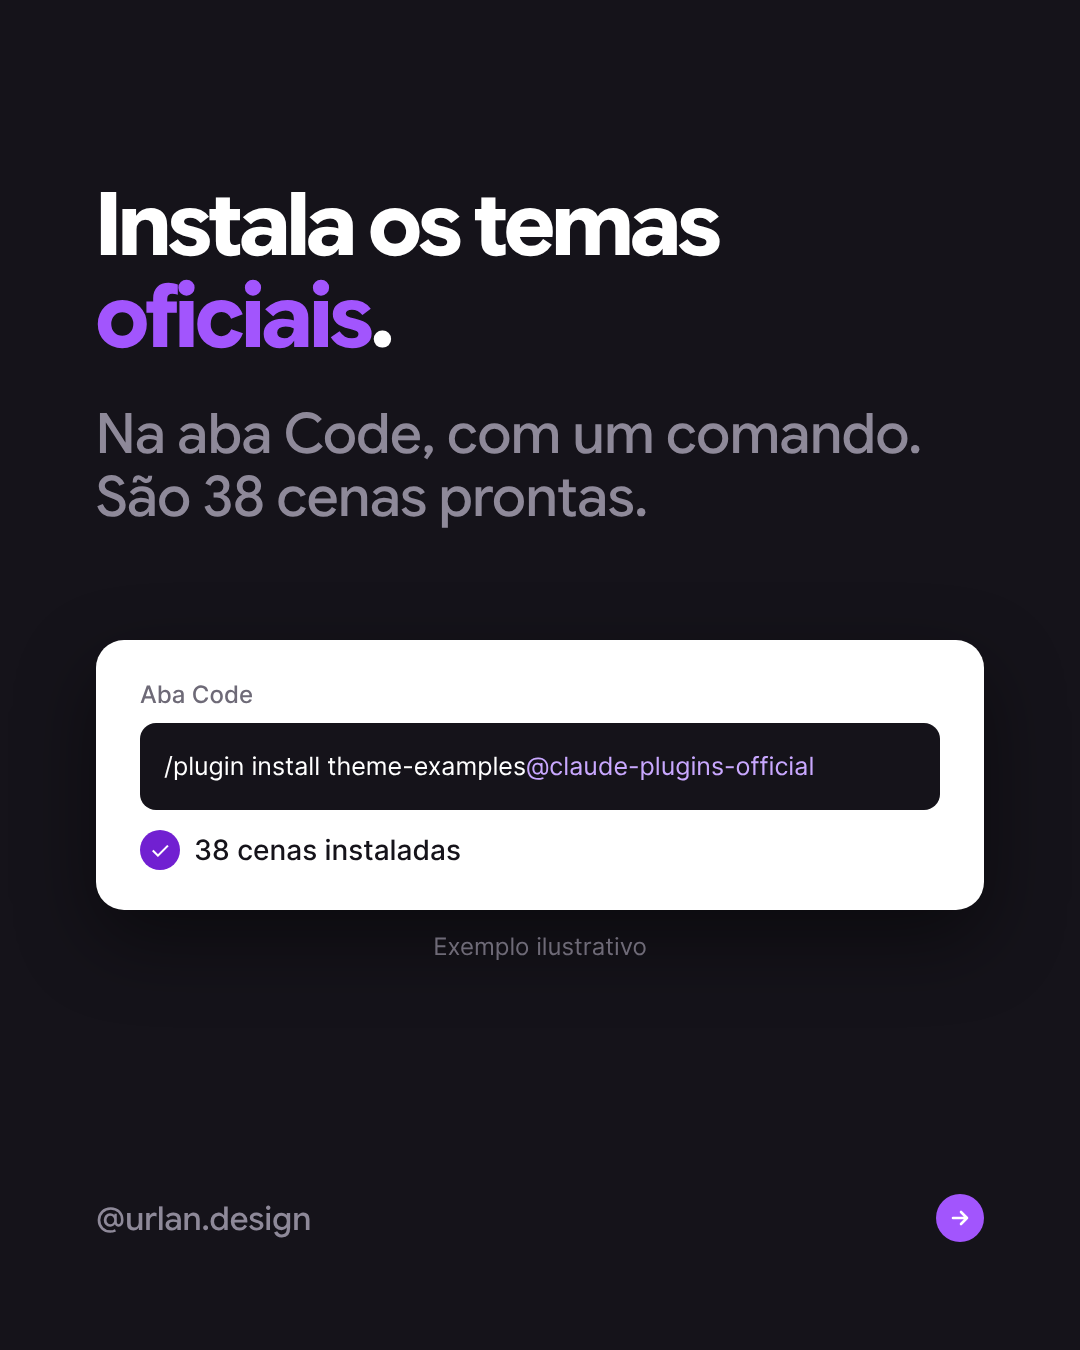 Instala os temas
oficiais.
Na aba Code, com um comando.
São 38 cenas prontas.
Aba Code
/plugin install theme-examples@claude-plugins-official
38 cenas instaladas
Exemplo ilustrativo
@urlan.design